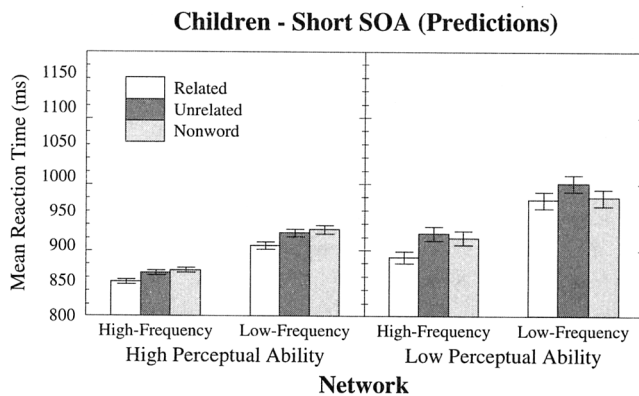 Children - Short SOA (Predictions)
Mean Reaction Time (ms)
1150
1100
1050
1000
950
900
850
800
Related
Unrelated
Nonword
High-Frequency Low-Frequency High-Frequency Low-Frequency
High Perceptual Ability Low Perceptual Ability
Network